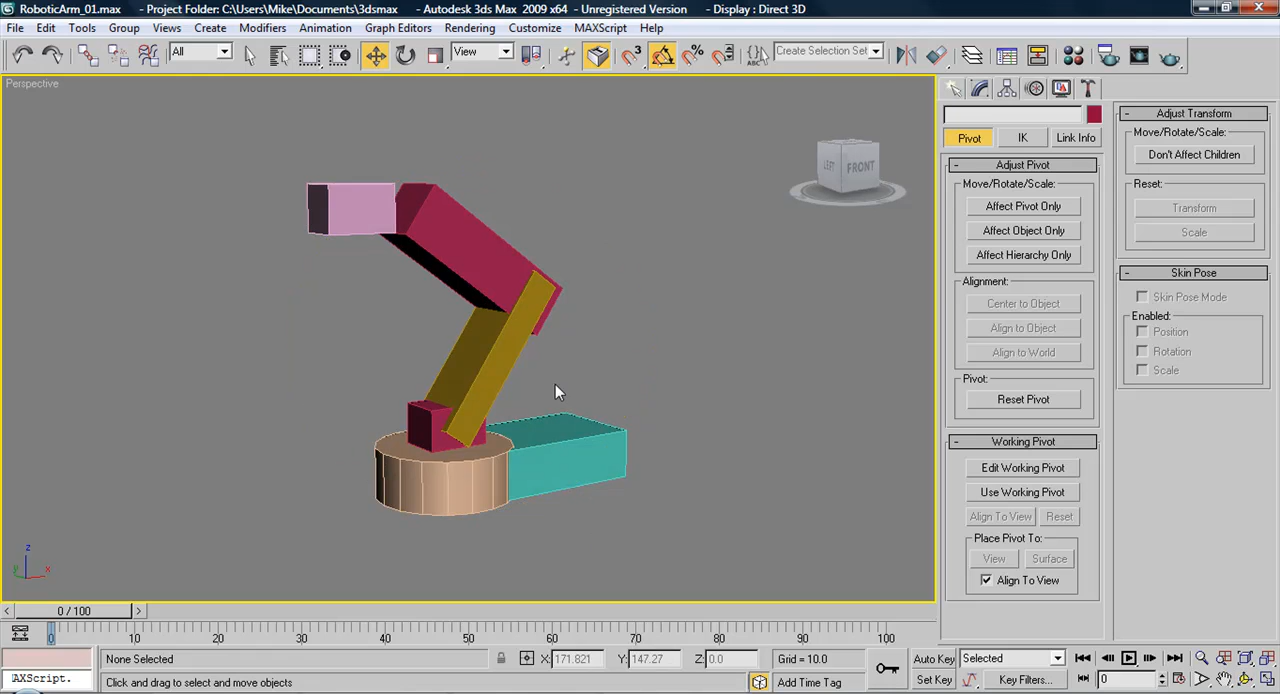 RoboticArm_01.max - Project Folder: C:\Users\Mike\Documents\3dsmax - Autodesk 3ds Max 2009 x64 - Unregistered Version - Display : Direct 3D
File Edit Tools Group Views Create Modifiers Animation Graph Editors Rendering Customize MAXScript Help
All View Create Selection Set
Perspective
LEFT FRONT
Pivot IK Link Info
- Adjust Pivot
Move/Rotate/Scale:
Affect Pivot Only
Affect Object Only
Affect Hierarchy Only
Alignment:
Center to Object
Align to Object
Align to World
Pivot:
Reset Pivot
- Working Pivot
Edit Working Pivot
Use Working Pivot
Align To View Reset
Place Pivot To:
View Surface
Align To View
- Adjust Transform
Move/Rotate/Scale:
Don't Affect Children
Reset:
Transform
Scale
- Skin Pose
Skin Pose Mode
Enabled:
Position
Rotation
Scale
z
y x
< 0 / 100 >
0 10 20 30 40 50 60 70 80 90 100
None Selected X: 171.821 Y: 147.27 Z: 0.0 Grid = 10.0 Auto Key Selected
AXScript. Click and drag to select and move objects Add Time Tag Set Key Key Filters... 0